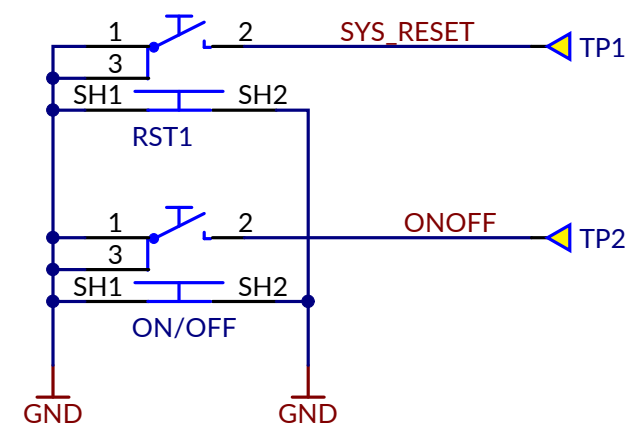 1 2 SYS_RESET TP1
3
SH1 SH2
RST1
1 2 ONOFF TP2
3
SH1 SH2
ON/OFF
GND GND